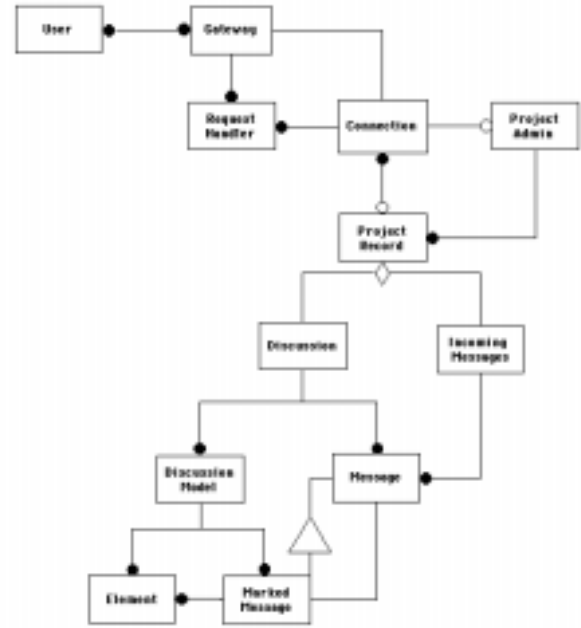 User
Gateway
Request
Handler
Connection
Project
Admin
Project
Record
Discussion
Incoming
Messages
Discussion
Model
Message
Element
Marked
Message